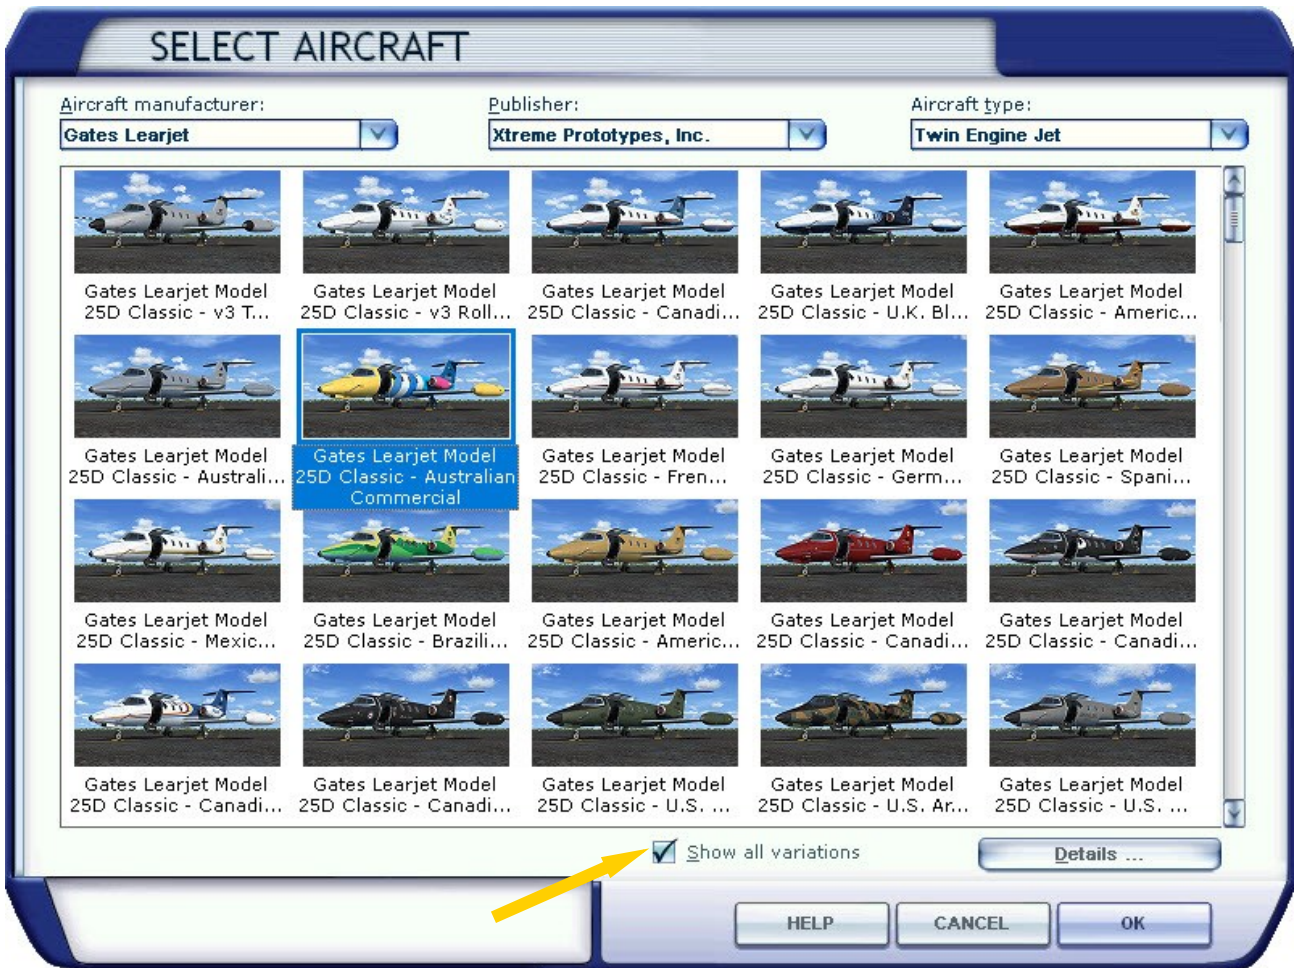 SELECT AIRCRAFT
Aircraft manufacturer:
Publisher:
Aircraft type:
Gates Learjet
Xtreme Prototypes, Inc.
Twin Engine Jet
Gates Learjet Model
25D Classic - v3 T...
Gates Learjet Model
25D Classic - v3 Roll...
Gates Learjet Model
25D Classic - Canadi...
Gates Learjet Model
25D Classic - U.K. Bl...
Gates Learjet Model
25D Classic - Americ...
Gates Learjet Model
25D Classic - Australi...
Gates Learjet Model
25D Classic - Australian
Commercial
Gates Learjet Model
25D Classic - Fren...
Gates Learjet Model
25D Classic - Germ...
Gates Learjet Model
25D Classic - Spani...
Gates Learjet Model
25D Classic - Mexic...
Gates Learjet Model
25D Classic - Brazili...
Gates Learjet Model
25D Classic - Americ...
Gates Learjet Model
25D Classic - Canadi...
Gates Learjet Model
25D Classic - Canadi...
Gates Learjet Model
25D Classic - Canadi...
Gates Learjet Model
25D Classic - Canadi...
Gates Learjet Model
25D Classic - U.S. ...
Gates Learjet Model
25D Classic - U.S. Ar...
Gates Learjet Model
25D Classic - U.S. ...
Show all variations
Details ...
HELP
CANCEL
OK